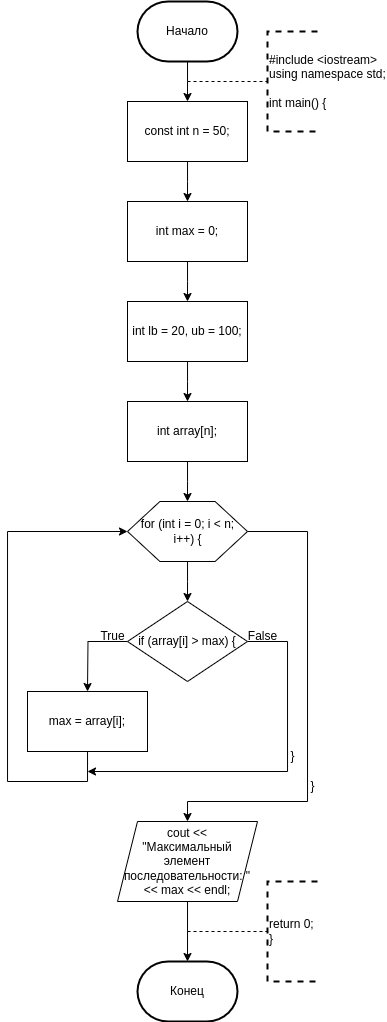 Начало
#include <iostream>
using namespace std;
int main() {
const int n = 50;
int max = 0;
int lb = 20, ub = 100;
int array[n];
for (int i = 0; i < n;
i++) {
True
if (array[i] > max) {
False
max = array[i];
}
}
cout <<
"Максимальный
элемент
последовательности: "
<< max << endl;
return 0;
}
Конец